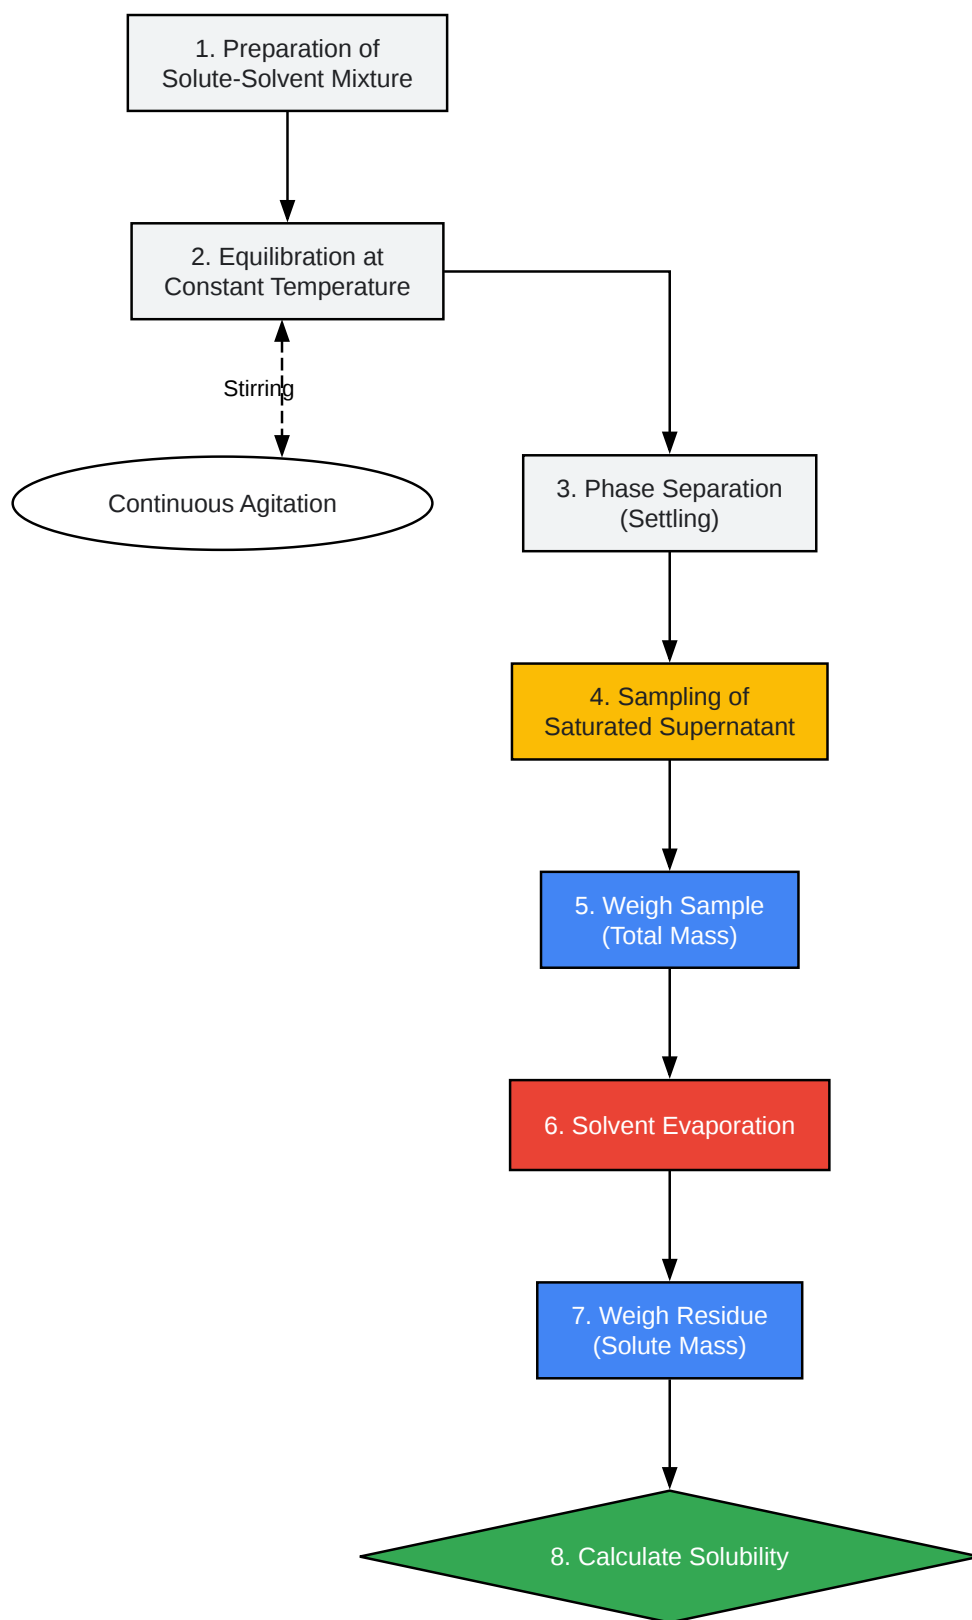 1. Preparation of
Solute-Solvent Mixture
2. Equilibration at
Constant Temperature
Stirring
Continuous Agitation
3. Phase Separation
(Settling)
4. Sampling of
Saturated Supernatant
5. Weigh Sample
(Total Mass)
6. Solvent Evaporation
7. Weigh Residue
(Solute Mass)
8. Calculate Solubility